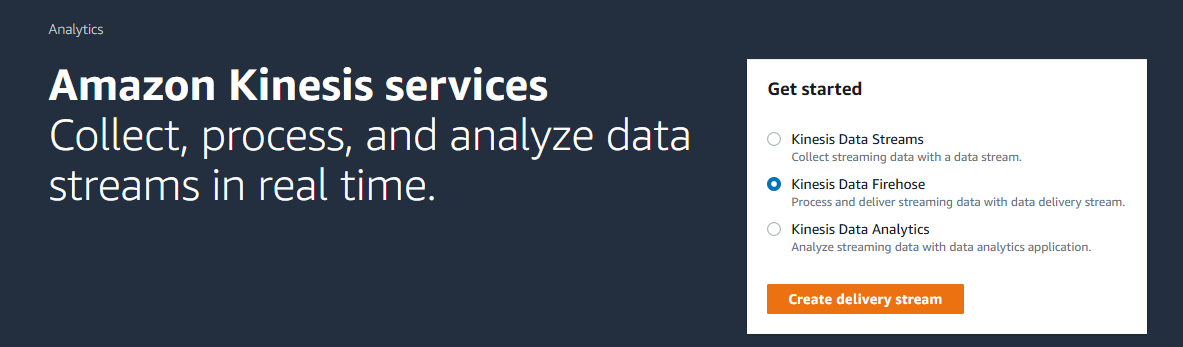 Analytics
Amazon Kinesis services
Collect, process, and analyze data
streams in real time.
Get started
Kinesis Data Streams
Collect streaming data with a data stream.
Kinesis Data Firehose
Process and deliver streaming data with data delivery stream.
Kinesis Data Analytics
Analyze streaming data with data analytics application.
Create delivery stream